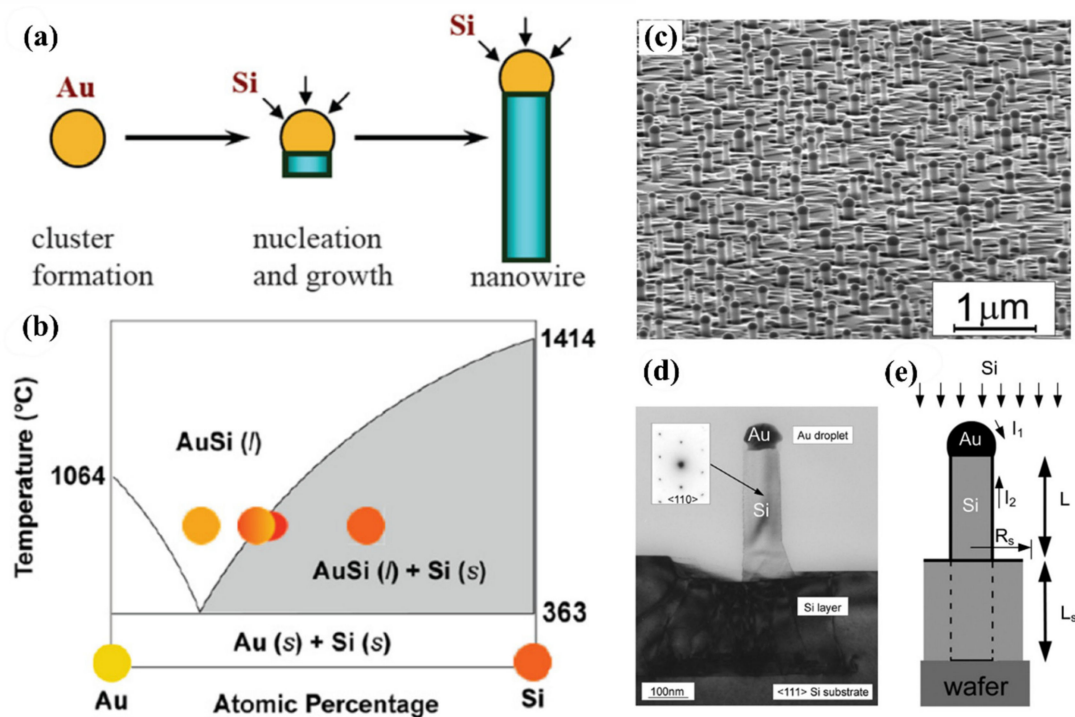 (a)
Au
Si
Si
cluster
formation
nucleation
and growth
nanowire
(b)
Temperature (°C)
1414
1064
AuSi (l)
AuSi (l) + Si (s)
363
Au (s) + Si (s)
Au
Atomic Percentage
Si
(c)
1μm
(d)
Au
Au droplet
<110>
Si
Si layer
100nm
<111> Si substrate
(e)
Si
Au
I1
Si
I2
L
Rs
Ls
wafer